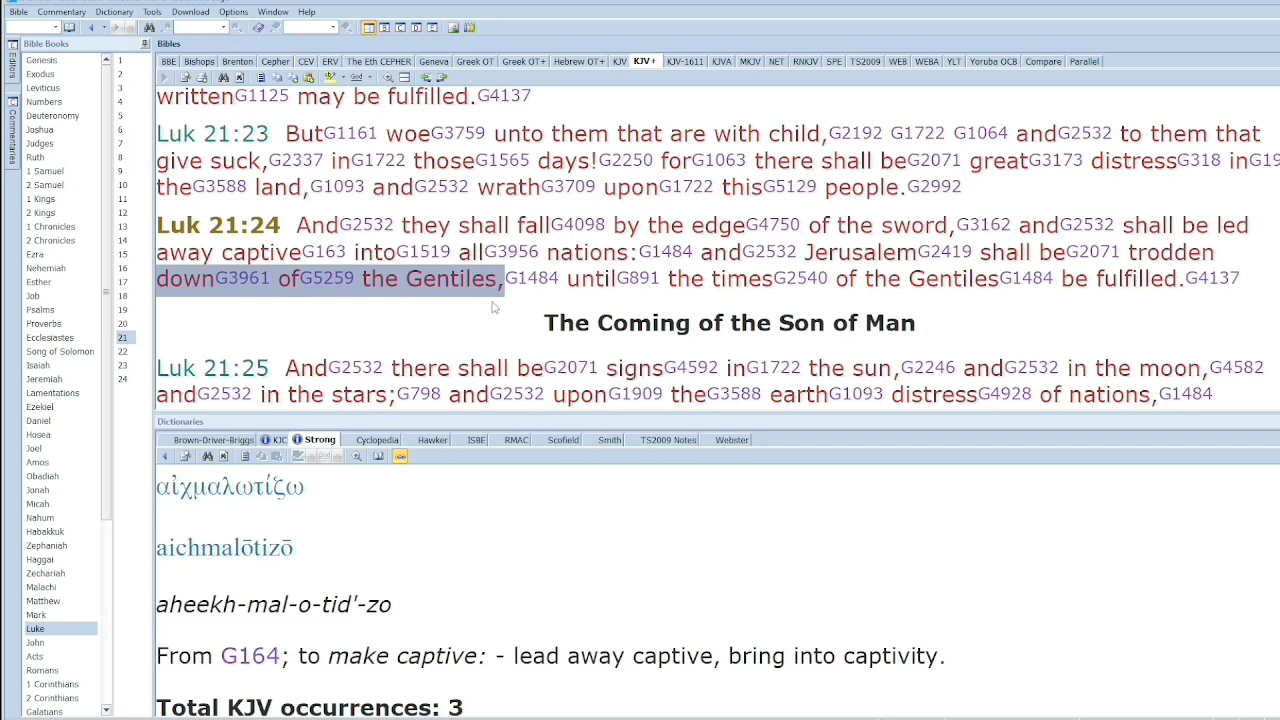 Bible Commentary Dictionary Tools Download Options Window Help
Bible Books
Editors
Commentaries
Genesis
Exodus
Leviticus
Numbers
Deuteronomy
Joshua
Judges
Ruth
1 Samuel
2 Samuel
1 Kings
2 Kings
1 Chronicles
2 Chronicles
Ezra
Nehemiah
Esther
Job
Psalms
Proverbs
Ecclesiastes
Song of Solomon
Isaiah
Jeremiah
Lamentations
Ezekiel
Daniel
Hosea
Joel
Amos
Obadiah
Jonah
Micah
Nahum
Habakkuk
Zephaniah
Haggai
Zechariah
Malachi
Matthew
Mark
Luke
John
Acts
Romans
1 Corinthians
2 Corinthians
Galatians
1
2
3
4
5
6
7
8
9
10
11
12
13
14
15
16
17
18
19
20
21
22
23
24
Bibles
BBE Bishops Brenton Cepher CEV ERV The Eth CEPHER Geneva Greek OT Greek OT+ Hebrew OT+ KJV KJV+ KJV-1611 KJVA MKJV NET RNKJV SPE TS2009 WEB WEBA YLT Yoruba OCB Compare Parallel
writtenG1125 may be fulfilled.G4137
Luk 21:23 ButG1161 woeG3759 unto them that are with child,G2192 G1722 G1064 andG2532 to them that
give suck,G2337 inG1722 thoseG1565 days!G2250 forG1063 there shall beG2071 greatG3173 distressG318 inG19
theG3588 land,G1093 andG2532 wrathG3709 uponG1722 thisG5129 people.G2992
Luk 21:24 AndG2532 they shall fallG4098 by the edgeG4750 of the sword,G3162 andG2532 shall be led
away captiveG163 intoG1519 allG3956 nations:G1484 andG2532 JerusalemG2419 shall beG2071 trodden
downG3961 ofG5259 the Gentiles,G1484 untilG891 the timesG2540 of the GentilesG1484 be fulfilled.G4137
The Coming of the Son of Man
Luk 21:25 AndG2532 there shall beG2071 signsG4592 inG1722 the sun,G2246 andG2532 in the moon,G4582
andG2532 in the stars;G798 andG2532 uponG1909 theG3588 earthG1093 distressG4928 of nations,G1484
Dictionaries
Brown-Driver-Briggs KJC Strong Cyclopedia Hawker ISBE RMAC Scofield Smith TS2009 Notes Webster
αἰχμαλωτίζω
aichmalōtizō
aheekh-mal-o-tid'-zo
From G164; to make captive: - lead away captive, bring into captivity.
Total KJV occurrences: 3